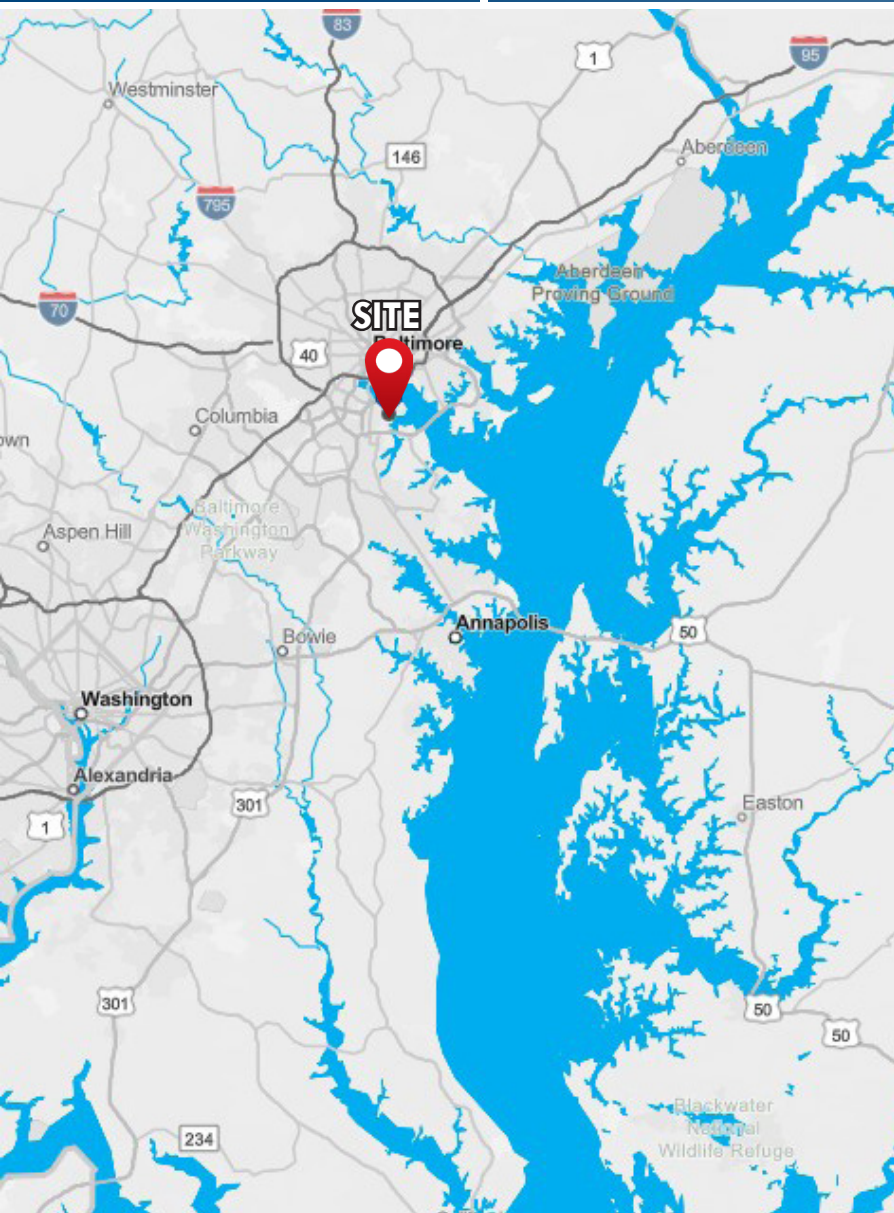 83
1
95
Westminster
146
Aberdeen
795
Aberdeen
Proving Ground
70
SITE
Baltimore
40
Columbia
own
Baltimore
Washington
Parkway
Aspen Hill
Annapolis
50
Bowie
Washington
Alexandria
301
Easton
1
301
50
50
Blackwater
National
Wildlife Refuge
234